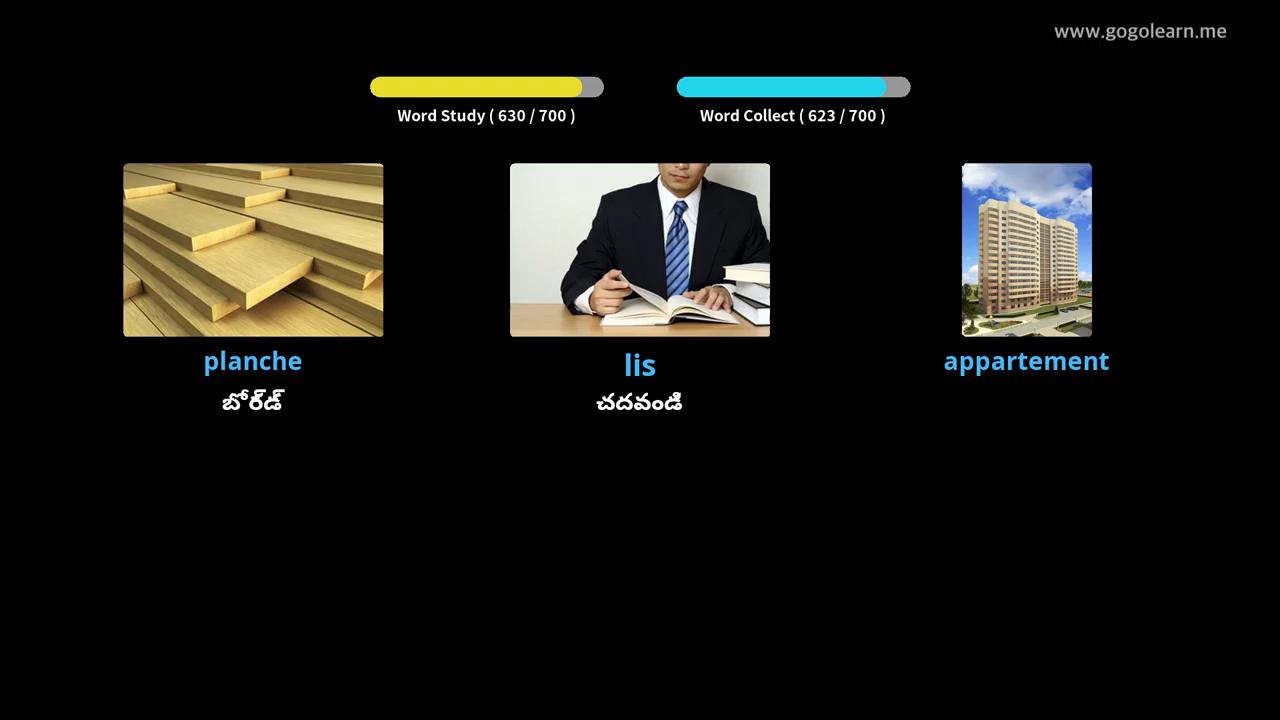 www.gogolearn.me
Word Study ( 630 / 700 )
Word Collect ( 623 / 700 )
planche
lis
appartement
బోర్‌డ్
చదవండి